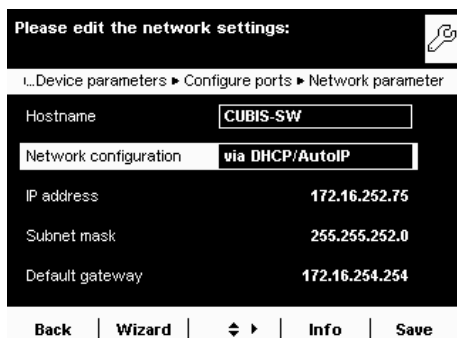 Please edit the network settings:
ı...Device parameters ▸ Configure ports ▸ Network parameter
Hostname CUBIS-SW
Network configuration via DHCP/AutoIP
IP address 172.16.252.75
Subnet mask 255.255.252.0
Default gateway 172.16.254.254
Back Wizard Info Save